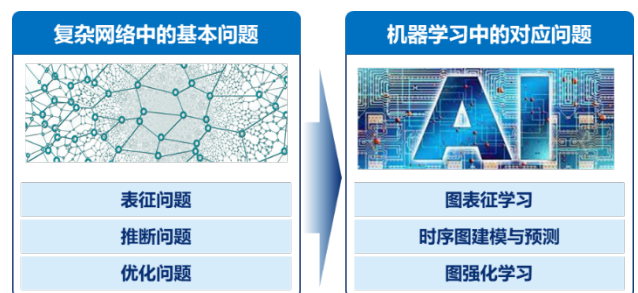 复杂网络中的基本问题
表征问题
推断问题
优化问题
机器学习中的对应问题
AI
图表征学习
时序图建模与预测
图强化学习